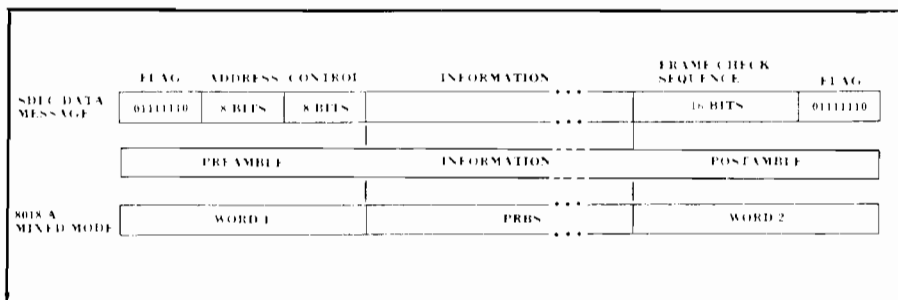 FLAG ADDRESS CONTROL INFORMATION FRAME CHECK SEQUENCE FLAG
SDLC DATA MESSAGE 01111110 8 BITS 8 BITS ... 16 BITS 01111110
PREAMBLE INFORMATION ... POSTAMBLE
8018 A MIXED MODE WORD 1 PRBS ... WORD 2